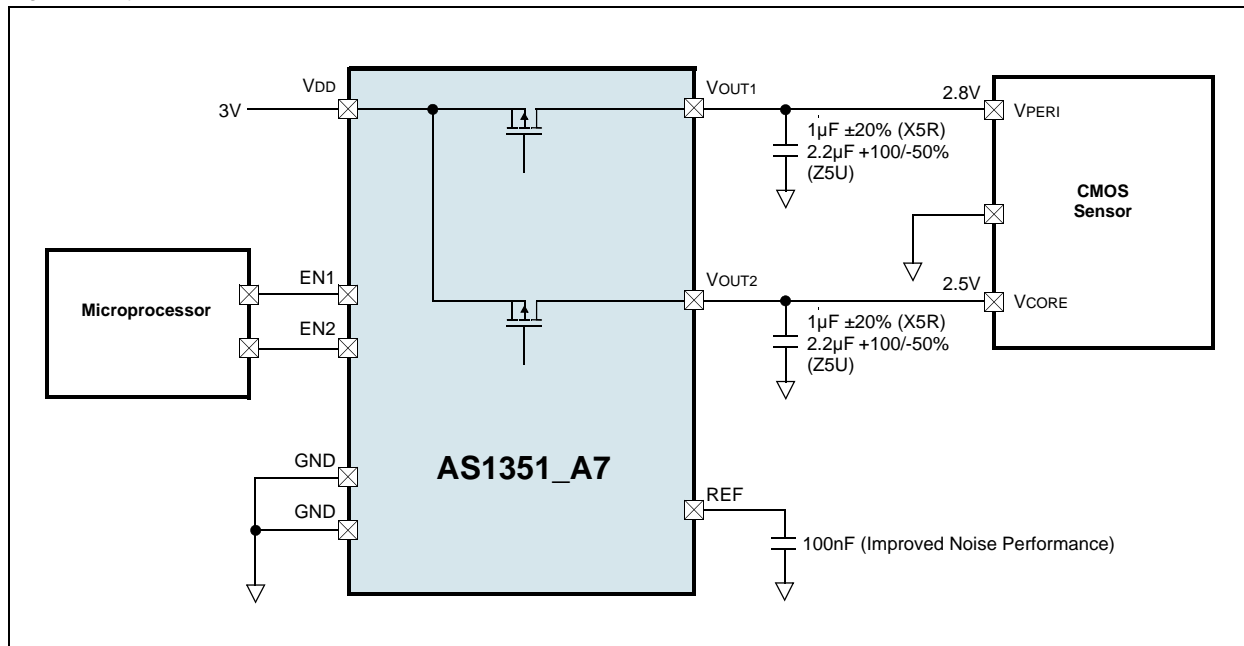 VDD
3V
VOUT1
2.8V
VPERI
1µF ±20% (X5R)
2.2µF +100/-50%
(Z5U)
CMOS
Sensor
Microprocessor
EN1
EN2
VOUT2
2.5V
VCORE
1µF ±20% (X5R)
2.2µF +100/-50%
(Z5U)
GND
GND
AS1351_A7
REF
100nF (Improved Noise Performance)